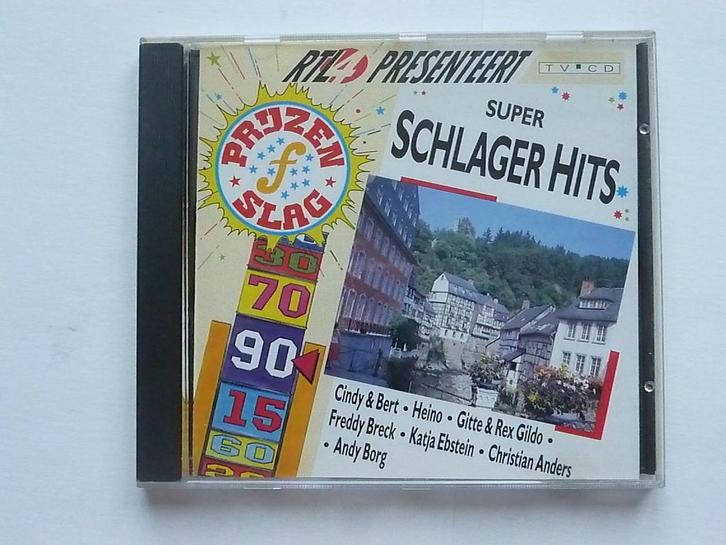 RTL4 PRESENTEERT
TV CD
SUPER
SCHLAGER HITS
PRIJZEN
f
SLAG
30
70
90
15
60
Cindy & Bert • Heino • Gitte & Rex Gildo •
Freddy Breck • Katja Ebstein • Christian Anders
• Andy Borg